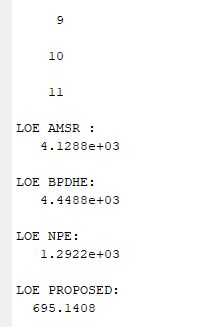 9
10
11
LOE AMSR :
4.1288e+03
LOE BPDHE:
4.4488e+03
LOE NPE:
1.2922e+03
LOE PROPOSED:
695.1408